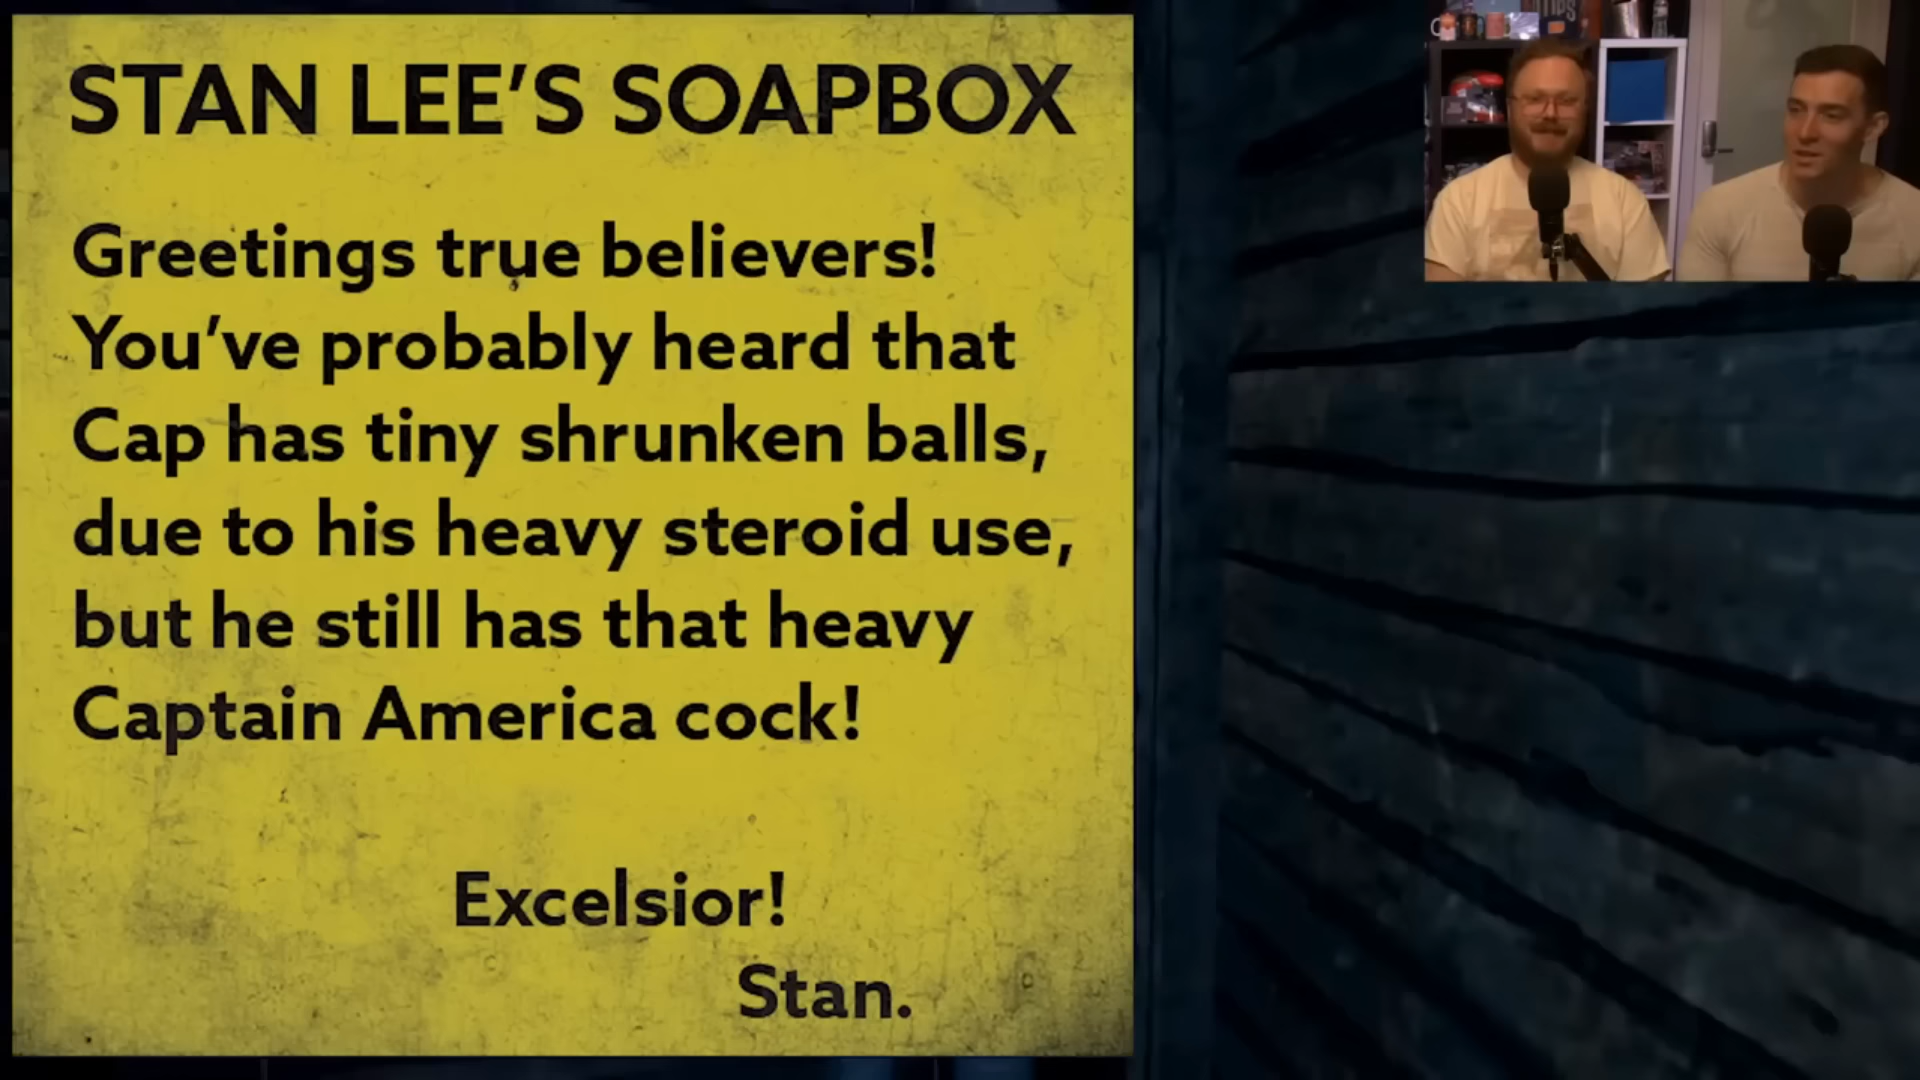 STAN LEE'S SOAPBOX
Greetings true believers!
You've probably heard that
Cap has tiny shrunken balls,
due to his heavy steroid use,
but he still has that heavy
Captain America cock!
Excelsior!
Stan.